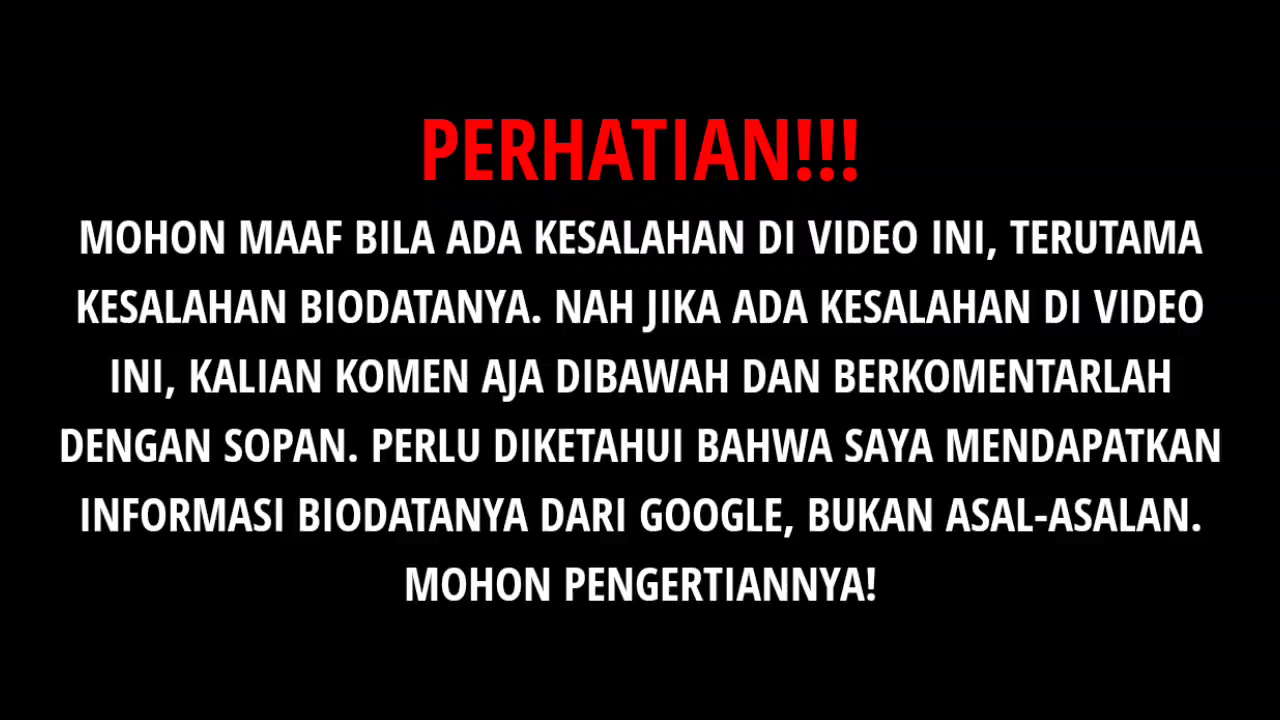 PERHATIAN!!!
MOHON MAAF BILA ADA KESALAHAN DI VIDEO INI, TERUTAMA
KESALAHAN BIODATANYA. NAH JIKA ADA KESALAHAN DI VIDEO
INI, KALIAN KOMEN AJA DIBAWAH DAN BERKOMENTARLAH
DENGAN SOPAN. PERLU DIKETAHUI BAHWA SAYA MENDAPATKAN
INFORMASI BIODATANYA DARI GOOGLE, BUKAN ASAL-ASALAN.
MOHON PENGERTIANNYA!